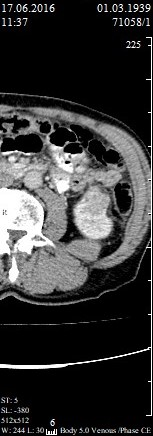 17.06.2016 01.03.1939
11:37 71058/1
225
R
ST: 5
SL: -380
512x512 6
W: 244 L: 30 Body 5.0 Venous /Phase CE